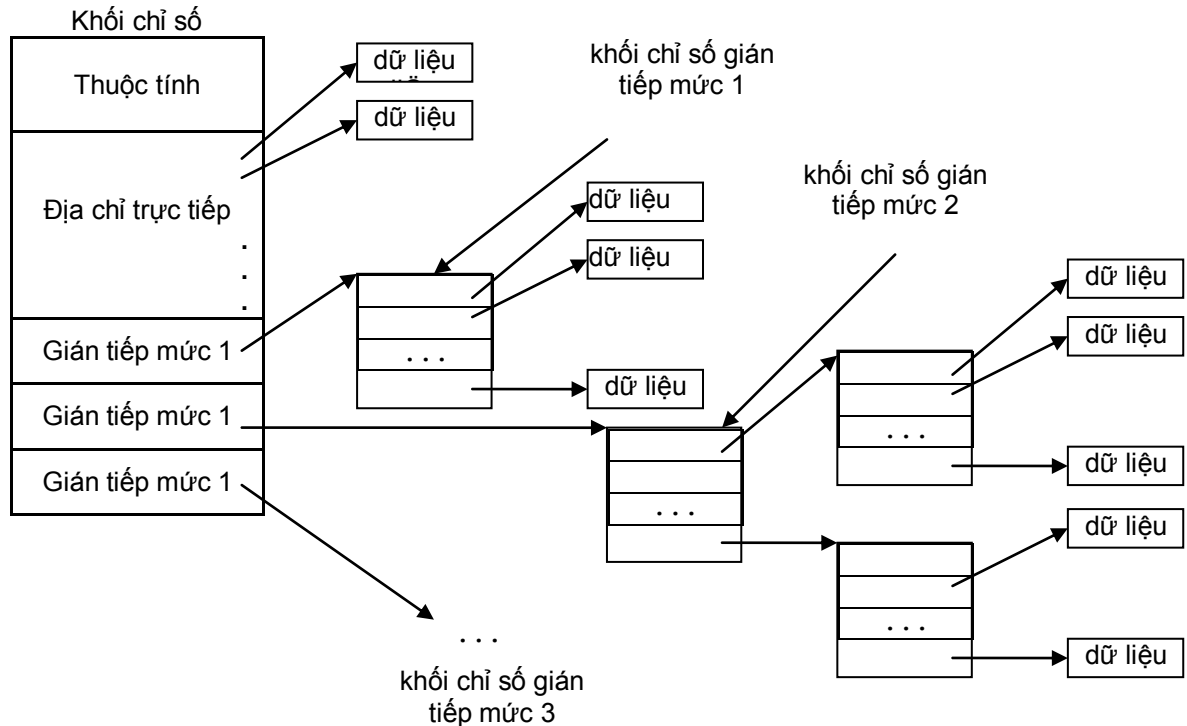 Khối chỉ số
Thuộc tính
Địa chỉ trực tiếp
.
.
.
Gián tiếp mức 1
Gián tiếp mức 1
Gián tiếp mức 1
dữ liệu
dữ liệu
khối chỉ số gián
tiếp mức 1
dữ liệu
dữ liệu
. . .
dữ liệu
khối chỉ số gián
tiếp mức 2
. . .
dữ liệu
dữ liệu
. . .
dữ liệu
dữ liệu
. . .
dữ liệu
. . .
khối chỉ số gián
tiếp mức 3